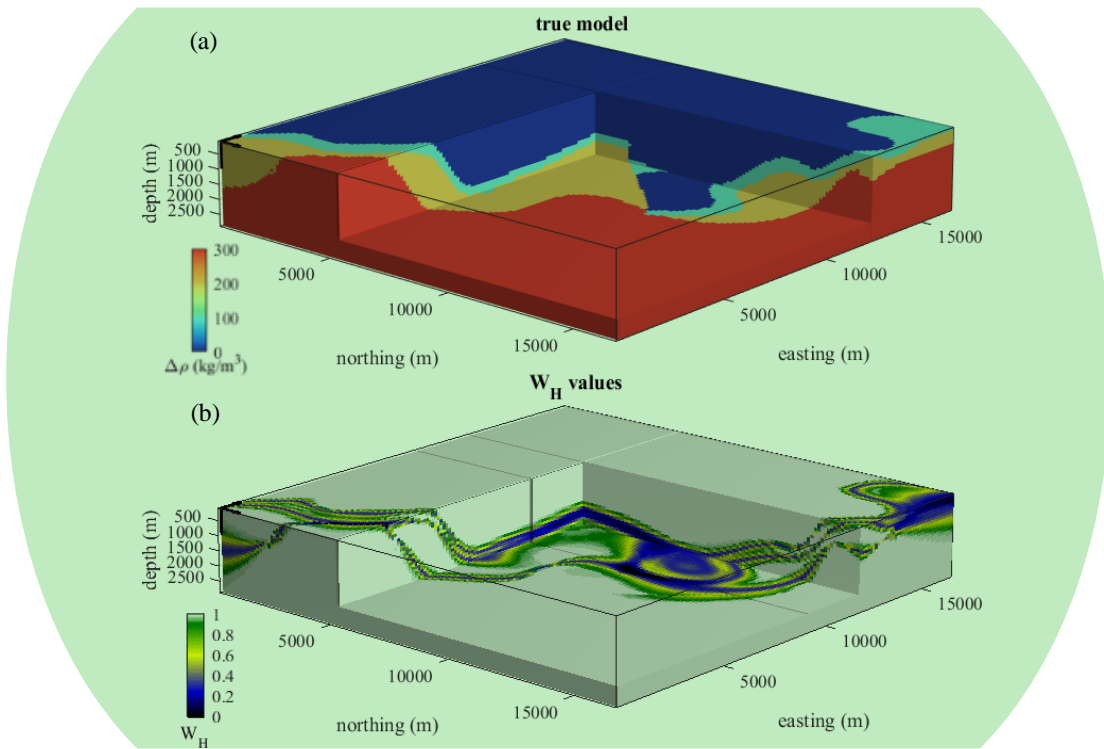 (a)
true model
500
1000
1500
2000
2500
depth (m)
300
200
100
0
Δρ (kg/m³)
5000
10000
15000
northing (m)
5000
10000
15000
easting (m)
W_H values
(b)
500
1000
1500
2000
2500
depth (m)
1
0.8
0.6
0.4
0.2
0
W_H
5000
10000
15000
northing (m)
5000
10000
15000
easting (m)